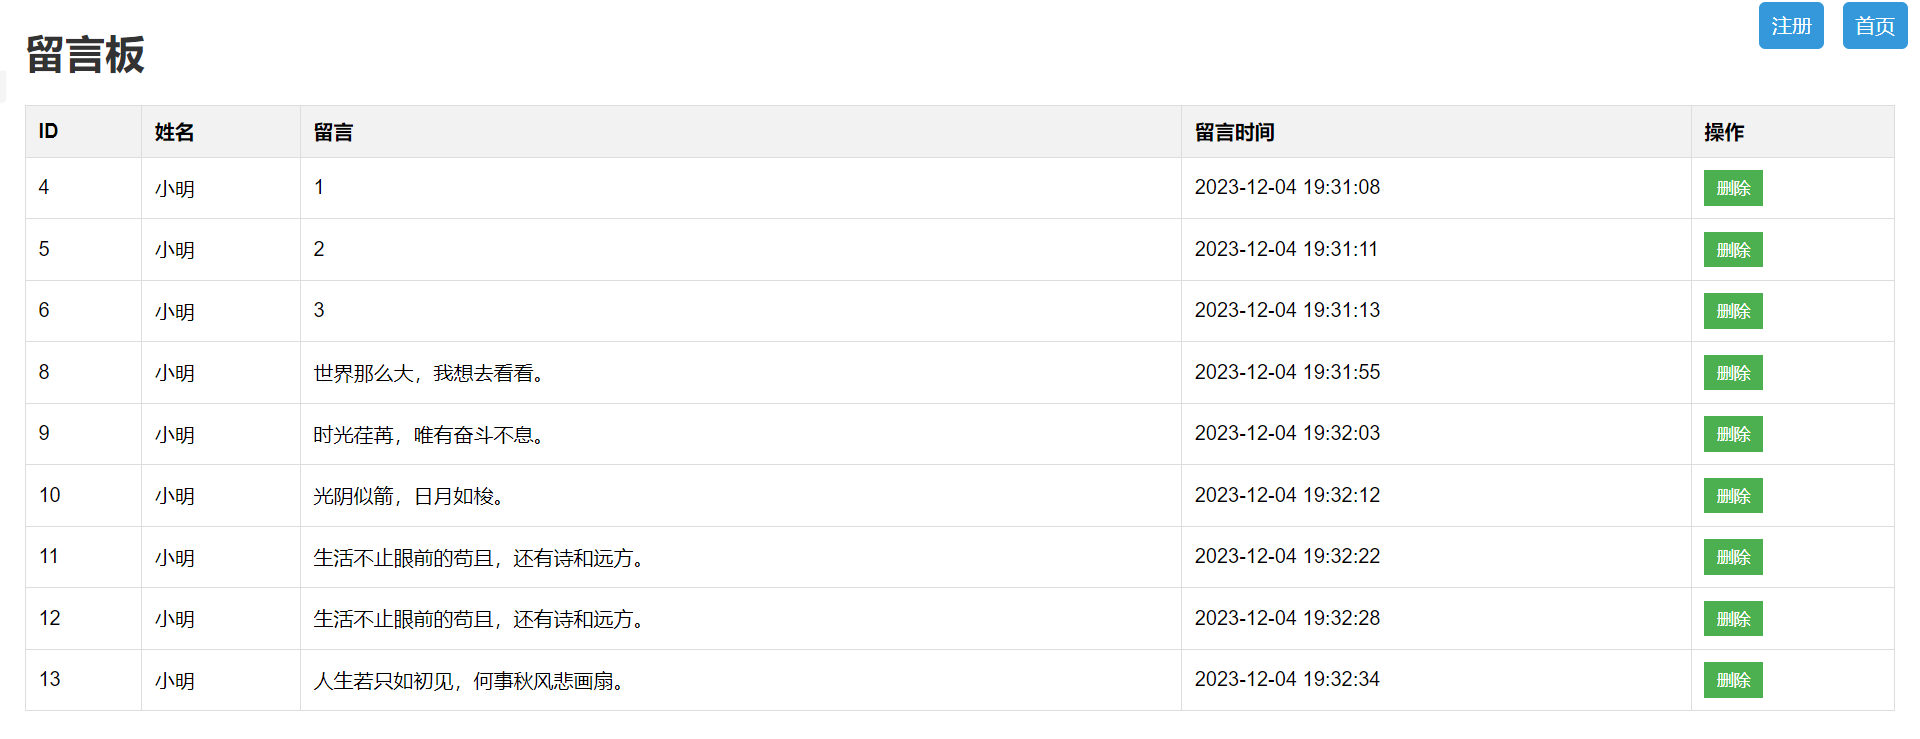 注册 首页
留言板
ID 姓名 留言 留言时间 操作
4 小明 1 2023-12-04 19:31:08 删除
5 小明 2 2023-12-04 19:31:11 删除
6 小明 3 2023-12-04 19:31:13 删除
8 小明 世界那么大，我想去看看。 2023-12-04 19:31:55 删除
9 小明 时光荏苒，唯有奋斗不息。 2023-12-04 19:32:03 删除
10 小明 光阴似箭，日月如梭。 2023-12-04 19:32:12 删除
11 小明 生活不止眼前的苟且，还有诗和远方。 2023-12-04 19:32:22 删除
12 小明 生活不止眼前的苟且，还有诗和远方。 2023-12-04 19:32:28 删除
13 小明 人生若只如初见，何事秋风悲画扇。 2023-12-04 19:32:34 删除